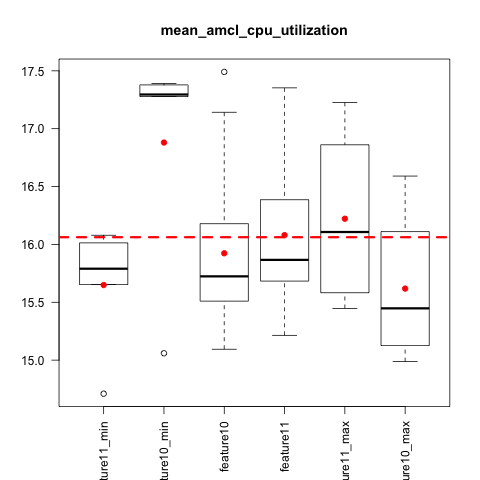 mean_amcl_cpu_utilization
17.5
17.0
16.5
16.0
15.5
15.0
ture11_min
ture10_min
feature10
feature11
ure11_max
ure10_max